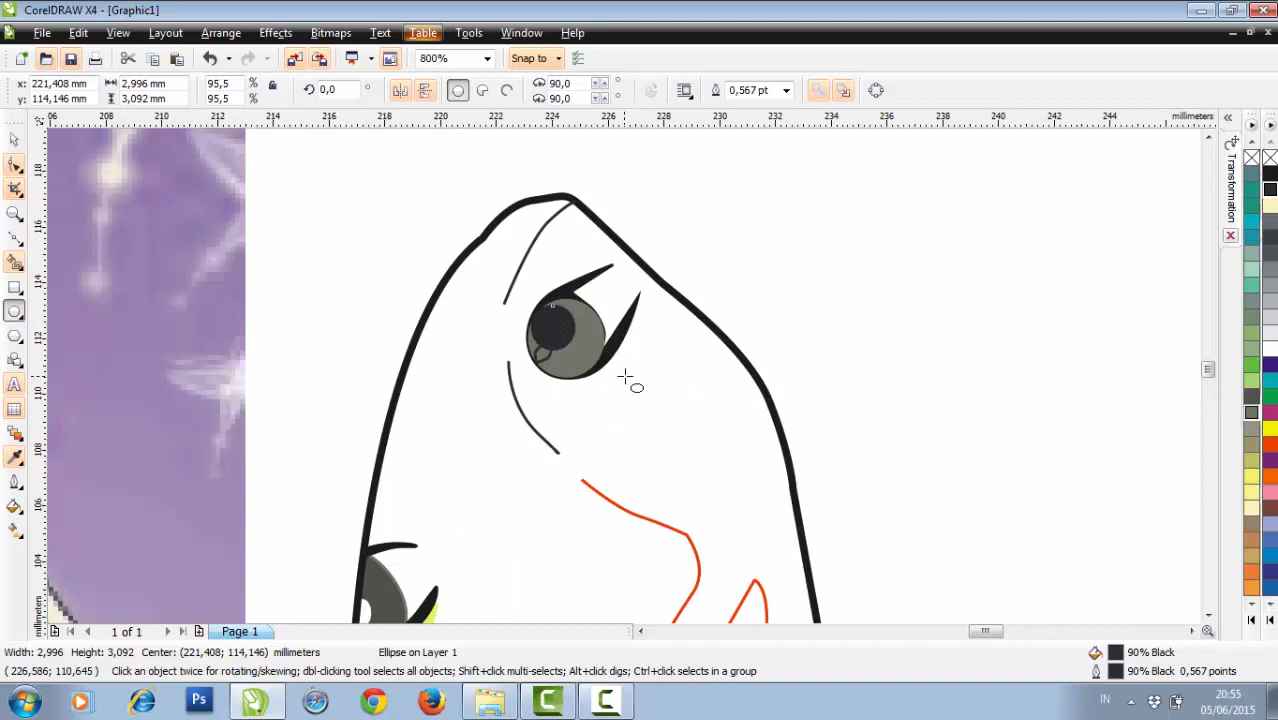 CorelDRAW X4 - [Graphic1]
File Edit View Layout Arrange Effects Bitmaps Text Table Tools Window Help
800% Snap to
x: 221,408 mm 2,996 mm 95,5 % 0,0 ° 90,0 ° 0,567 pt
y: 114,146 mm 3,092 mm 95,5 % 90,0 °
06 208 210 212 214 216 218 220 222 224 226 228 230 232 234 236 238 240 242 244 millimeters
118
116
114
112
110
108
106
104
millimeters
Transformation
1 of 1 Page 1
Width: 2,996 Height: 3,092 Center: (221,408; 114,146) millimeters Ellipse on Layer 1 90% Black
( 226,586; 110,645 ) Click an object twice for rotating/skewing; dbl-clicking tool selects all objects; Shift+click multi-selects; Alt+click digs; Ctrl+click selects in a group 90% Black 0,567 points
Ps IN 20:55
05/06/2015